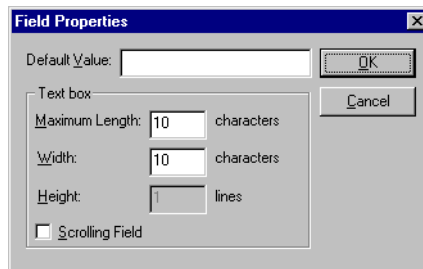 Field Properties
Default Value:
OK
Text box
Cancel
Maximum Length: 10 characters
Width: 10 characters
Height: 1 lines
Scrolling Field